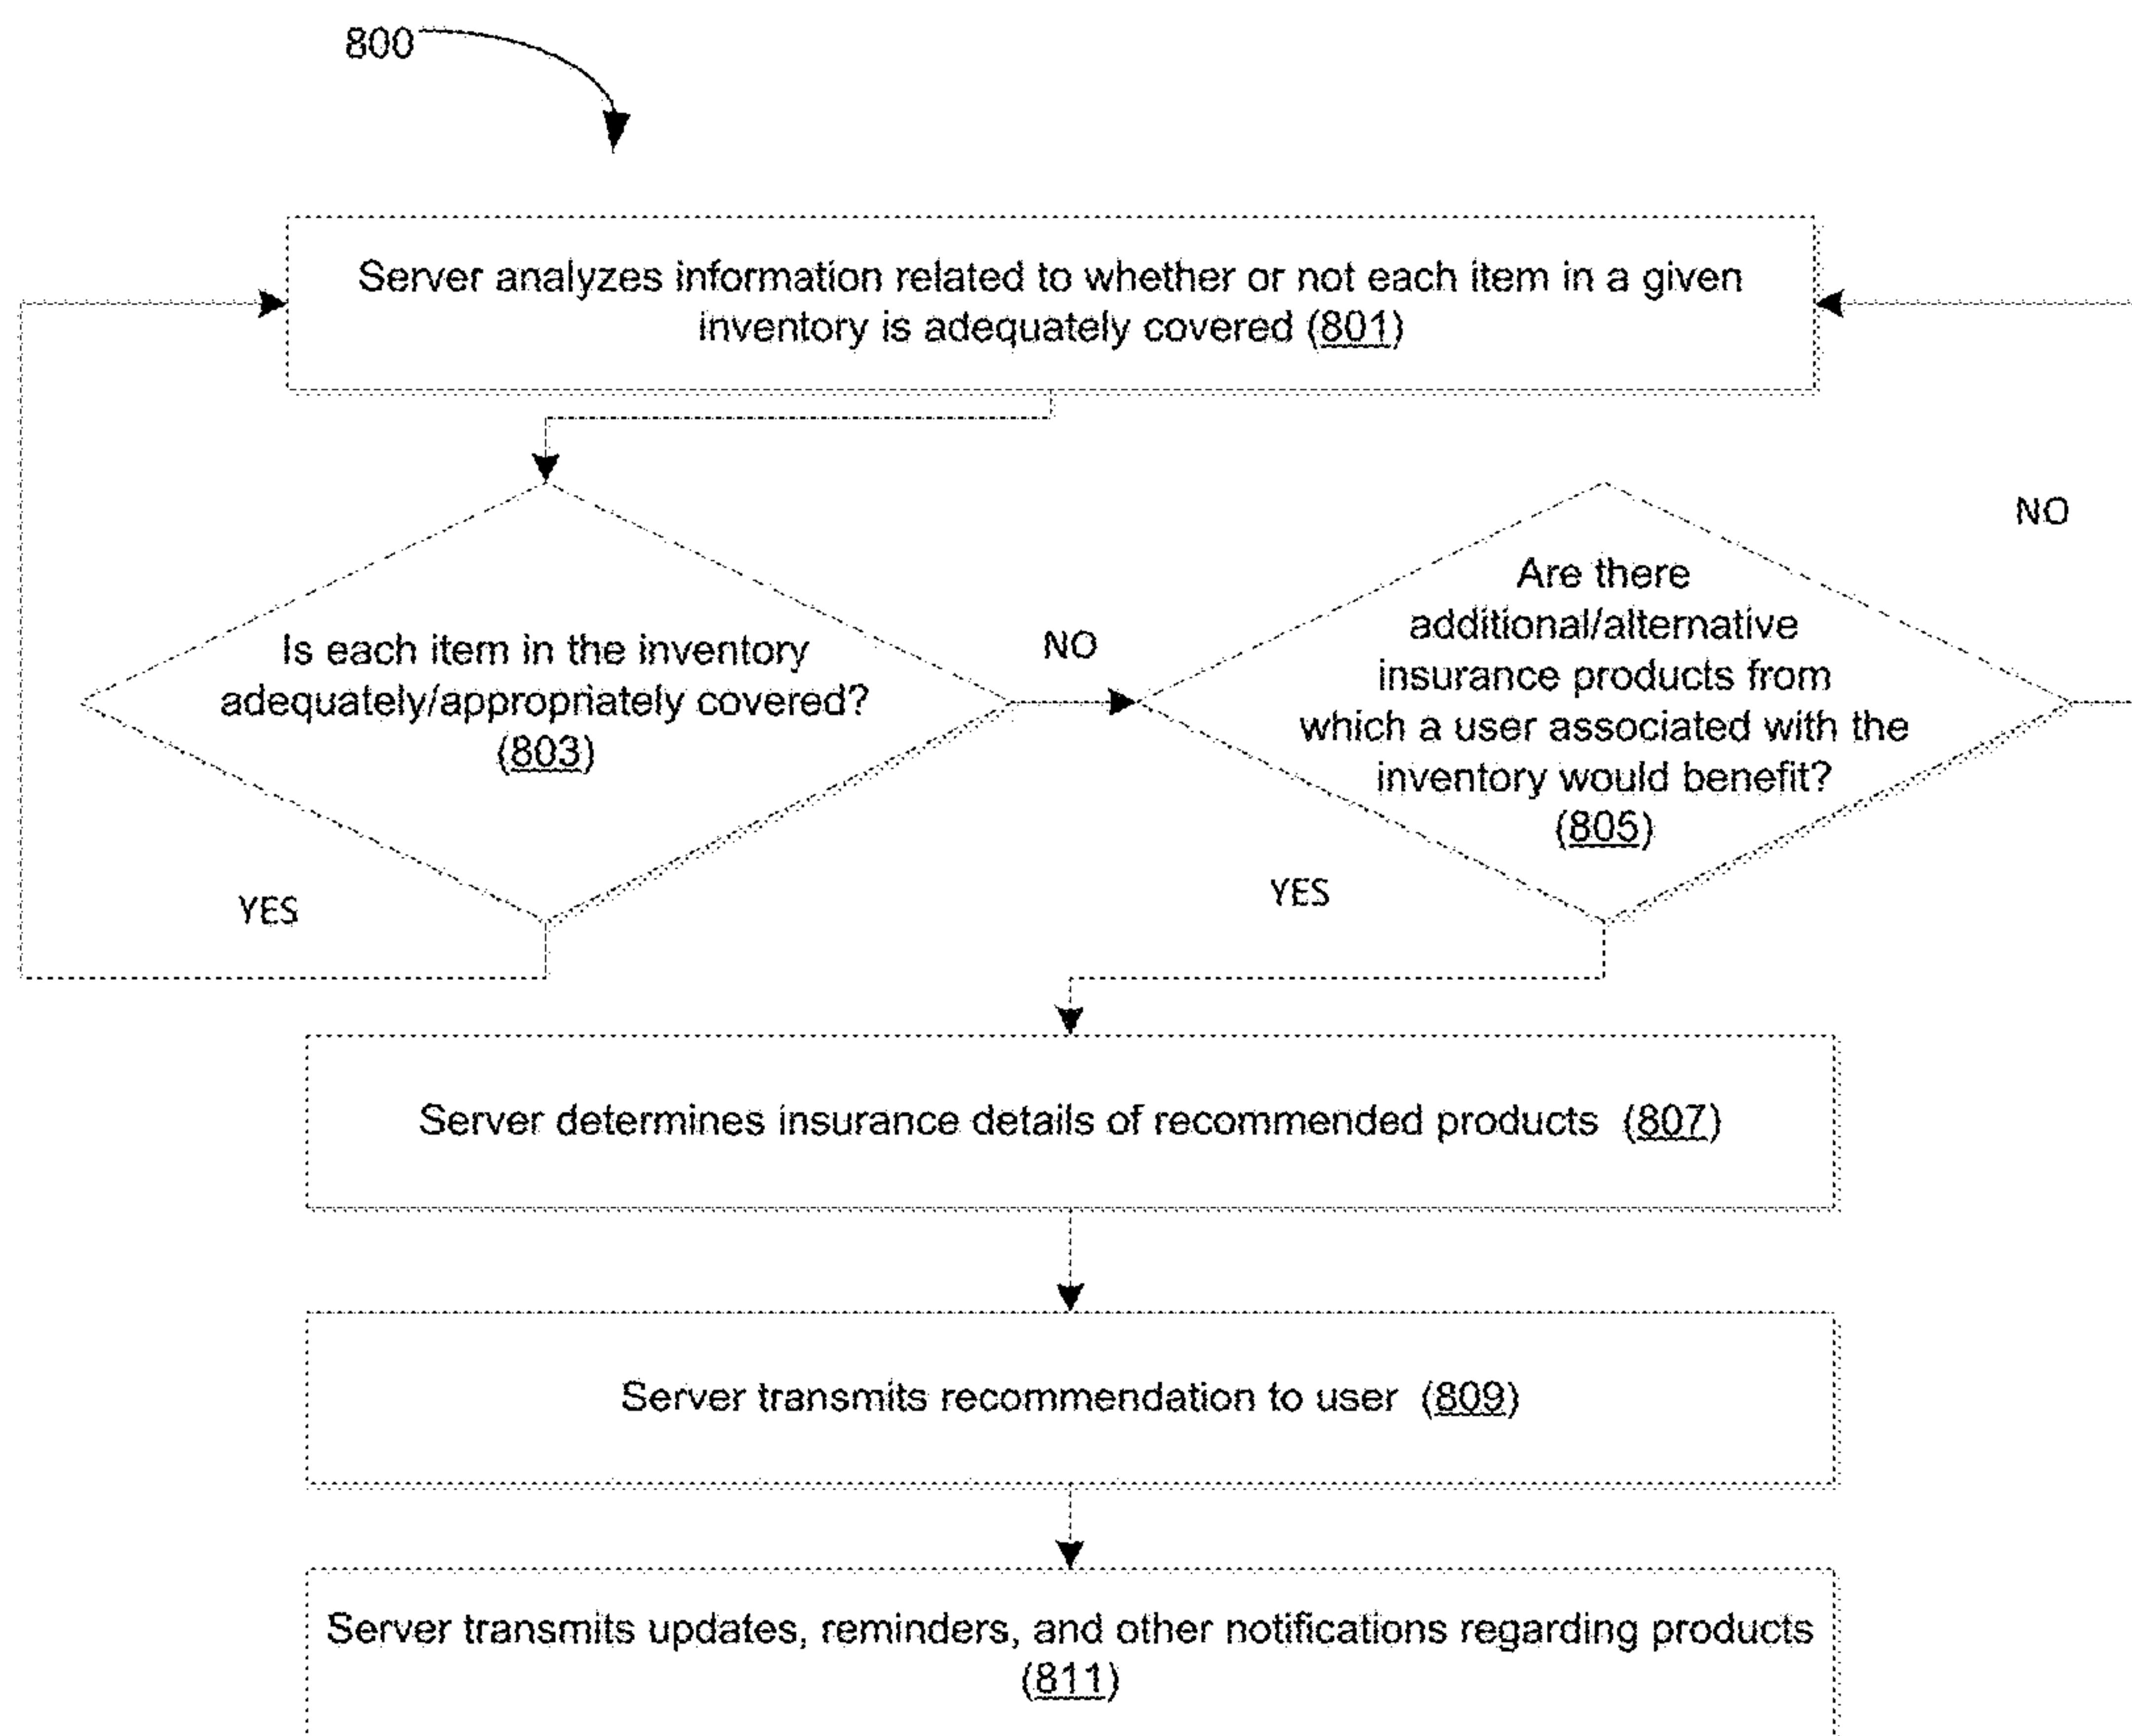 800
Server analyzes information related to whether or not each item in a given
inventory is adequately covered (801)
Is each item in the inventory
adequately/appropriately covered?
(803)
NO
YES
Are there
additional/alternative
insurance products from
which a user associated with the
inventory would benefit?
(805)
NO
YES
Server determines insurance details of recommended products (807)
Server transmits recommendation to user (809)
Server transmits updates, reminders, and other notifications regarding products
(811)